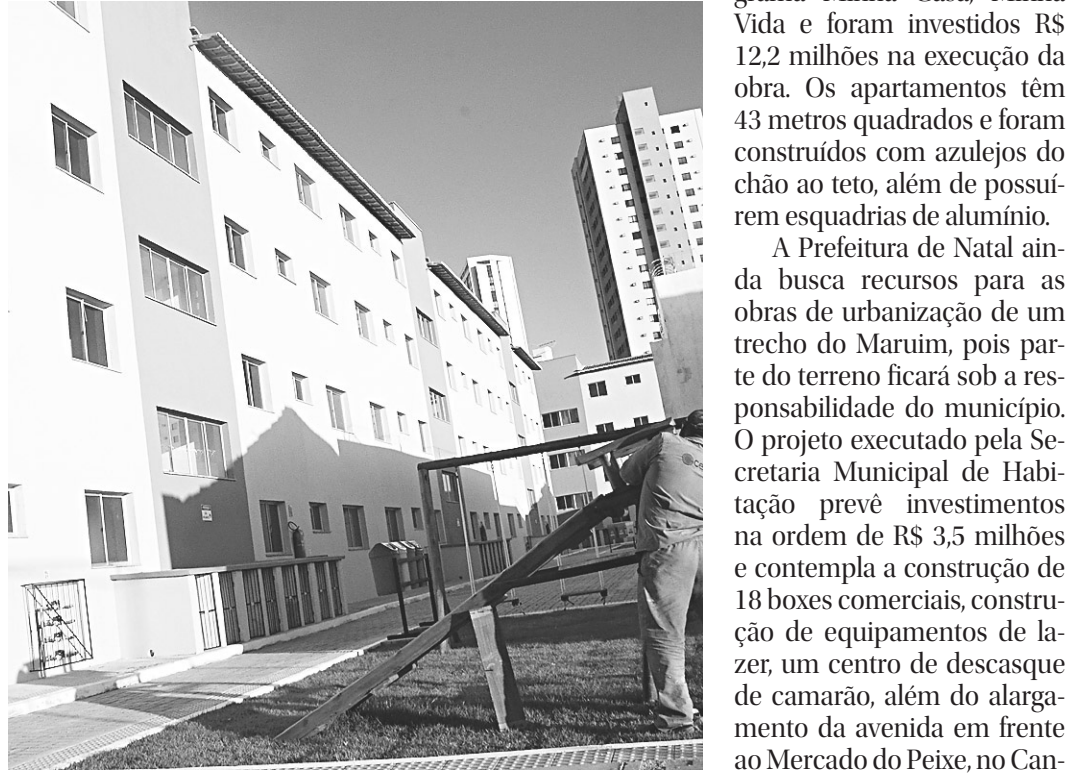 grama Minha Casa, Minha
Vida e foram investidos R$
12,2 milhões na execução da
obra. Os apartamentos têm
43 metros quadrados e foram
construídos com azulejos do
chão ao teto, além de possuí-
rem esquadrias de alumínio.
A Prefeitura de Natal ain-
da busca recursos para as
obras de urbanização de um
trecho do Maruim, pois par-
te do terreno ficará sob a res-
ponsabilidade do município.
O projeto executado pela Se-
cretaria Municipal de Habi-
tação prevê investimentos
na ordem de R$ 3,5 milhões
e contempla a construção de
18 boxes comerciais, constru-
ção de equipamentos de la-
zer, um centro de descasque
de camarão, além do alarga-
mento da avenida em frente
ao Mercado do Peixe, no Can-